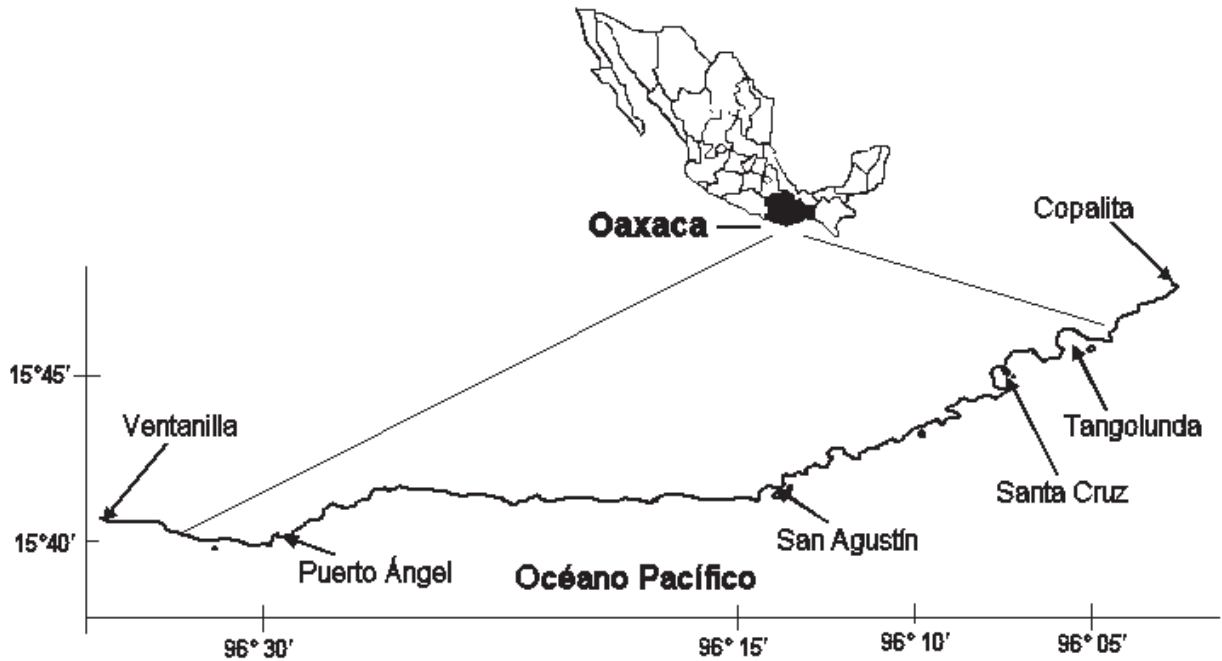 Oaxaca
Copalita
15°45′
Ventanilla
Tangolunda
Santa Cruz
San Agustín
15°40′
Puerto Ángel
Océano Pacífico
96° 30′
96° 15′
96° 10′
96° 05′